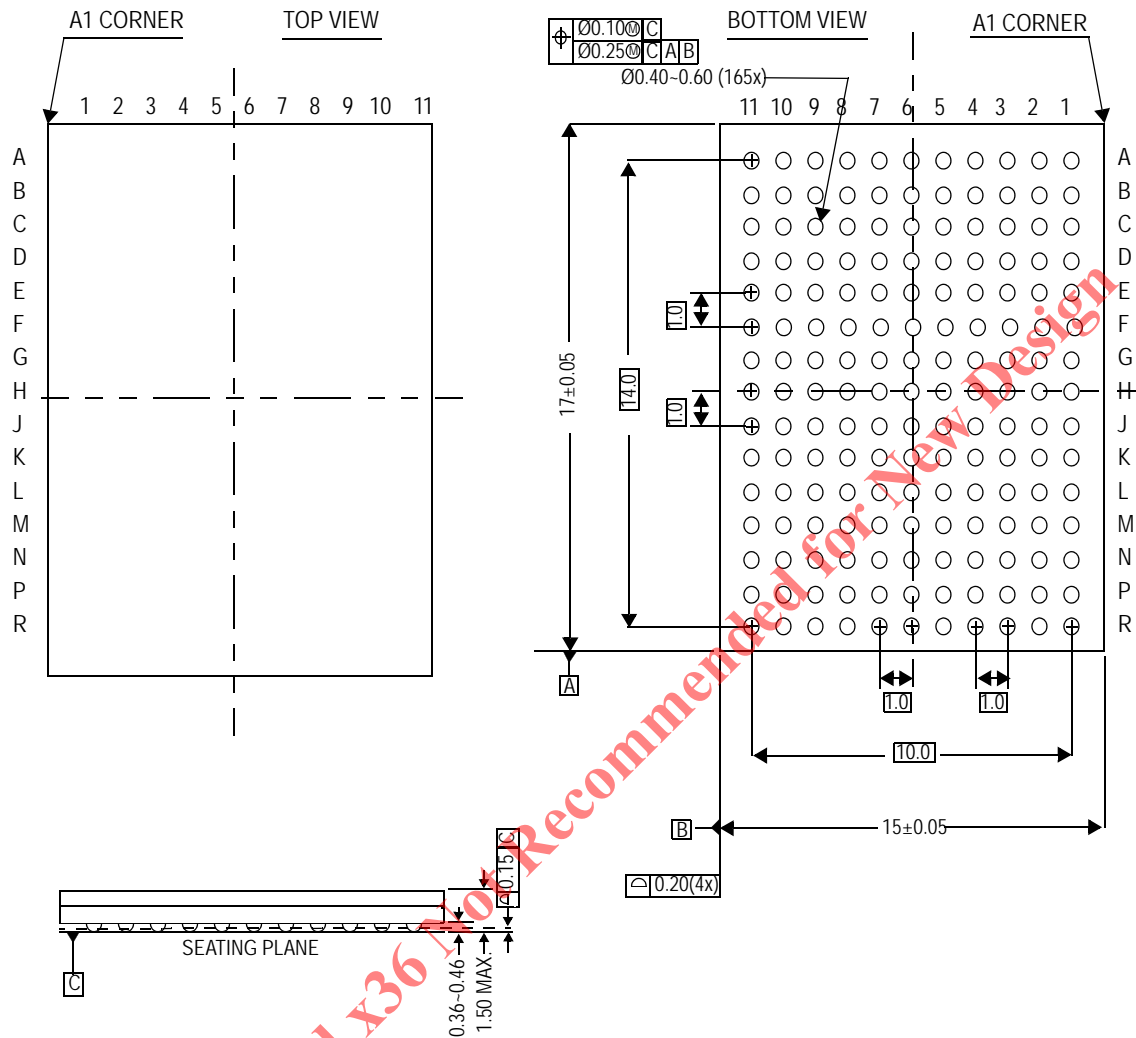 A1 CORNER
TOP VIEW
1 2 3 4 5 6 7 8 9 10 11
A
B
C
D
E
F
G
H
J
K
L
M
N
P
R
Ø0.10Ⓜ C
Ø0.25Ⓜ C A B
Ø0.40~0.60 (165x)
BOTTOM VIEW
A1 CORNER
11 10 9 8 7 6 5 4 3 2 1
A
B
C
D
E
F
G
H
J
K
L
M
N
P
R
1.0
1.0
14.0
17±0.05
A
1.0
1.0
10.0
B
15±0.05
0.20(4x)
SEATING PLANE
C
0.15 C
0.36~0.46
1.50 MAX.
x36 Not Recommended for New Design